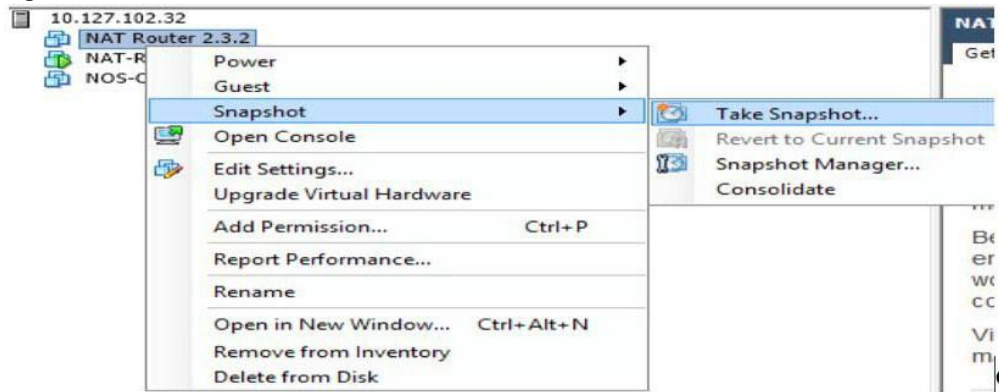 10.127.102.32
NAT Router 2.3.2
NAT-R
NOS-C
Power
Guest
Snapshot
Open Console
Edit Settings...
Upgrade Virtual Hardware
Add Permission... Ctrl+P
Report Performance...
Rename
Open in New Window... Ctrl+Alt+N
Remove from Inventory
Delete from Disk
Take Snapshot...
Revert to Current Snapshot
Snapshot Manager...
Consolidate
NAT
Get
Be
er
wo
co
Vi
m